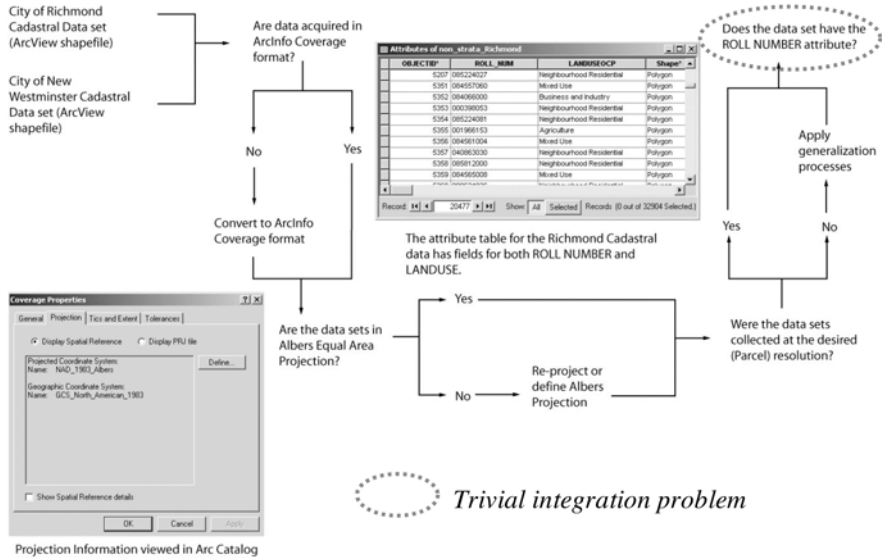 City of Richmond
Cadastral Data set
(ArcView shapefile)
City of New
Westminster Cadastral
Data set (ArcView
shapefile)
Are data acquired in
ArcInfo Coverage
format?
No
Yes
Convert to ArcInfo
Coverage format
Attributes of non_strata_Richmond
OBJECTID* ROLL_NUM LANDUSEOCP Shape*
5207 085224027 Neighbourhood Residential Polygon
5351 084557060 Mixed Use Polygon
5352 084066000 Business and Industry Polygon
5353 000398053 Neighbourhood Residential Polygon
5354 085224081 Neighbourhood Residential Polygon
5355 001966153 Agriculture Polygon
5356 084561004 Mixed Use Polygon
5357 040863030 Neighbourhood Residential Polygon
5358 085812000 Neighbourhood Residential Polygon
5359 084565008 Mixed Use Polygon
Record: 20477 Show: All Selected Records (0 out of 32904 Selected.)
The attribute table for the Richmond Cadastral
data has fields for both ROLL NUMBER and
LANDUSE.
Does the data set have the
ROLL NUMBER attribute?
Apply
generalization
processes
Yes
No
Were the data sets
collected at the desired
(Parcel) resolution?
Are the data sets in
Albers Equal Area
Projection?
Yes
No
Re-project or
define Albers
Projection
Coverage Properties
General Projection Tics and Extent Tolerances
Display Spatial Reference Display PRJ file
Projected Coordinate System:
Name: NAD_1983_Albers
Geographic Coordinate System:
Name: GCS_North_American_1983
Define...
Show Spatial Reference details
OK Cancel Apply
Projection Information viewed in Arc Catalog
Trivial integration problem